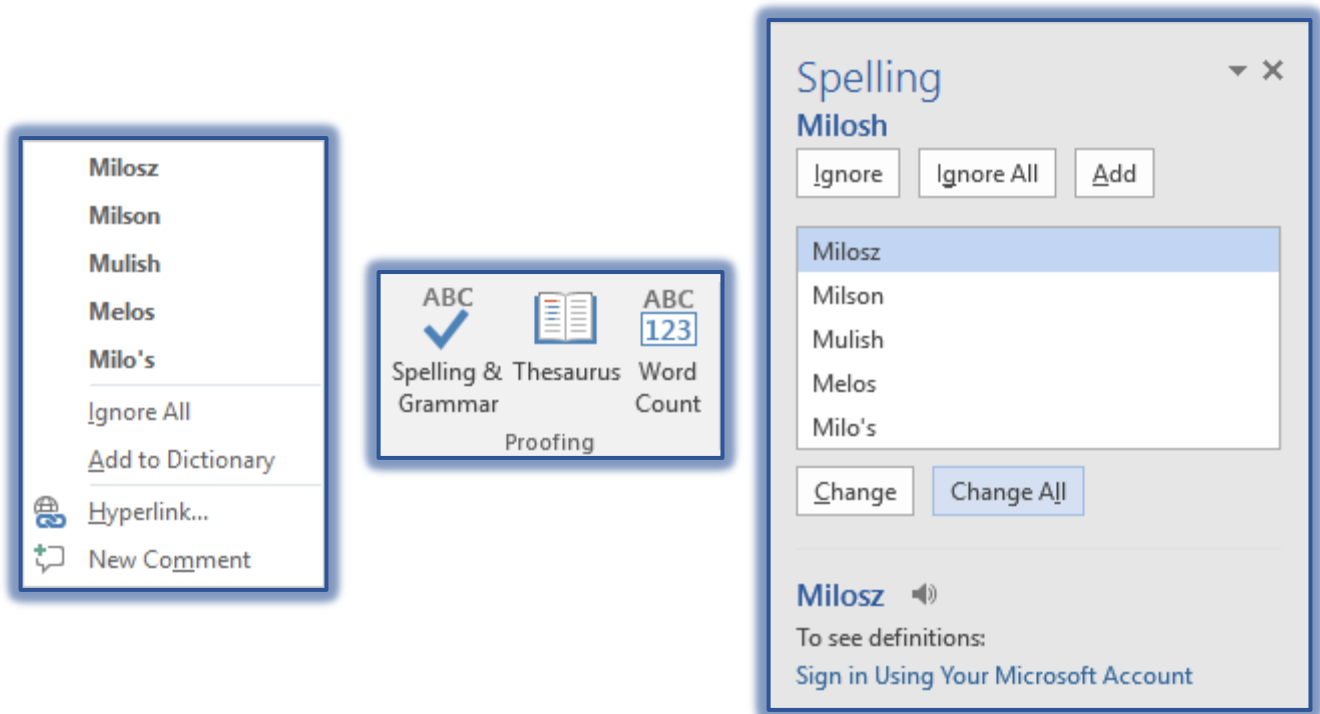 Milosz
Milson
Mulish
Melos
Milo's
Ignore All
Add to Dictionary
Hyperlink...
New Comment
ABC
ABC
123
Spelling & Grammar
Thesaurus
Word Count
Proofing
Spelling
Milosh
Ignore
Ignore All
Add
Milosz
Milson
Mulish
Melos
Milo's
Change
Change All
Milosz
To see definitions:
Sign in Using Your Microsoft Account